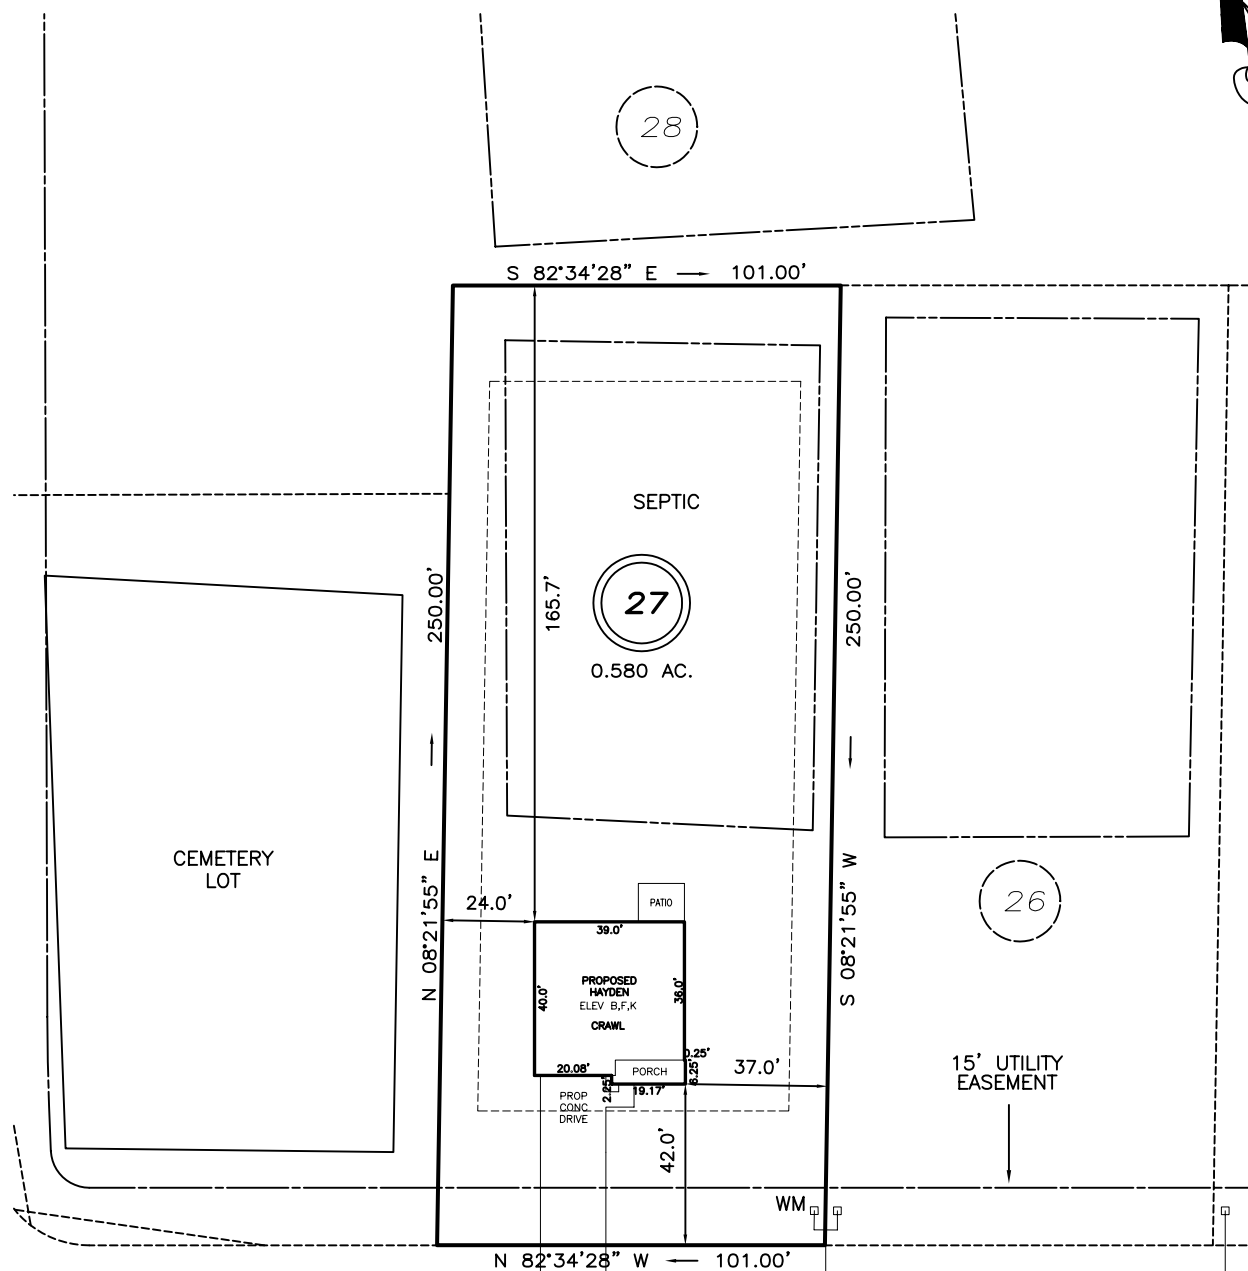 28
S 82°34'28" E 101.00'
SEPTIC
250.00'
165.7'
27
250.00'
0.580 AC.
CEMETERY
LOT
N 08°21'55" E
24.0'
PATIO
39.0'
26
S 08°21'55" W
PROPOSED
HAYDEN
ELEV B,F,K
CRAWL
40.0'
36.0'
0.25'
6.25'
20.08'
PORCH
37.0'
15' UTILITY
EASEMENT
2.25'
19.17'
PROP
CONC
DRIVE
42.0'
WM
N 82°34'28" W 101.00'